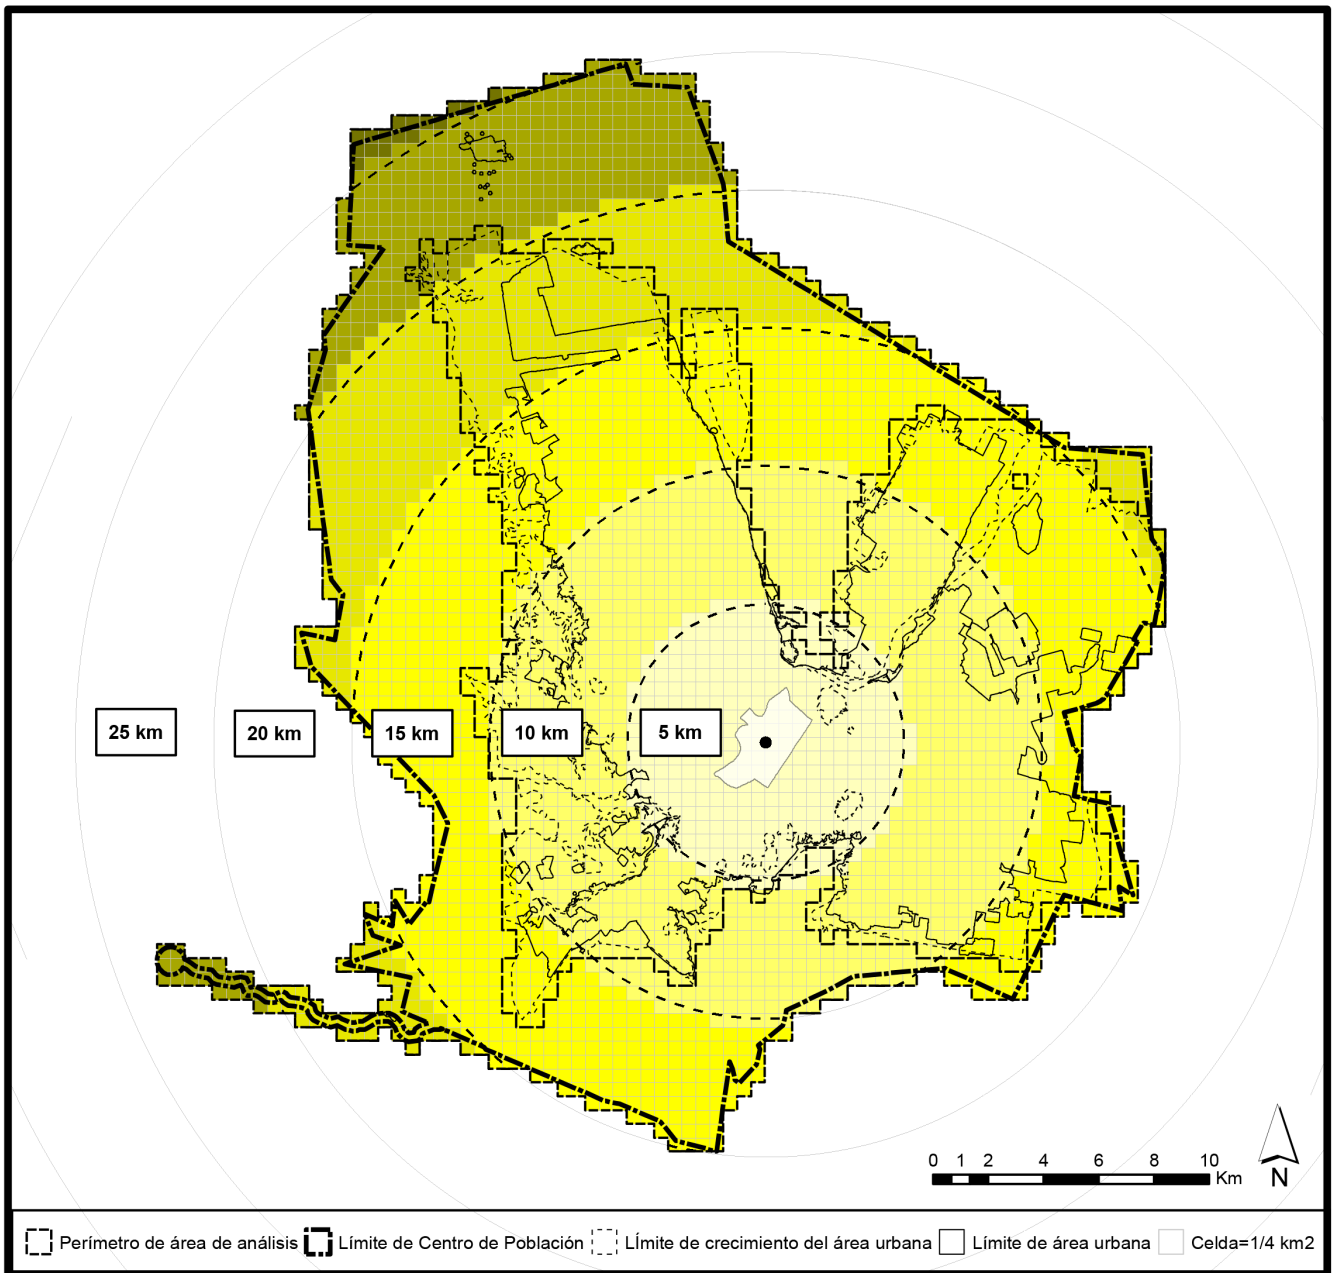 25 km
20 km
15 km
10 km
5 km
0 1 2 4 6 8 10
Km
N
Perímetro de área de análisis Límite de Centro de Población Límite de crecimiento del área urbana Límite de área urbana Celda=1/4 km2